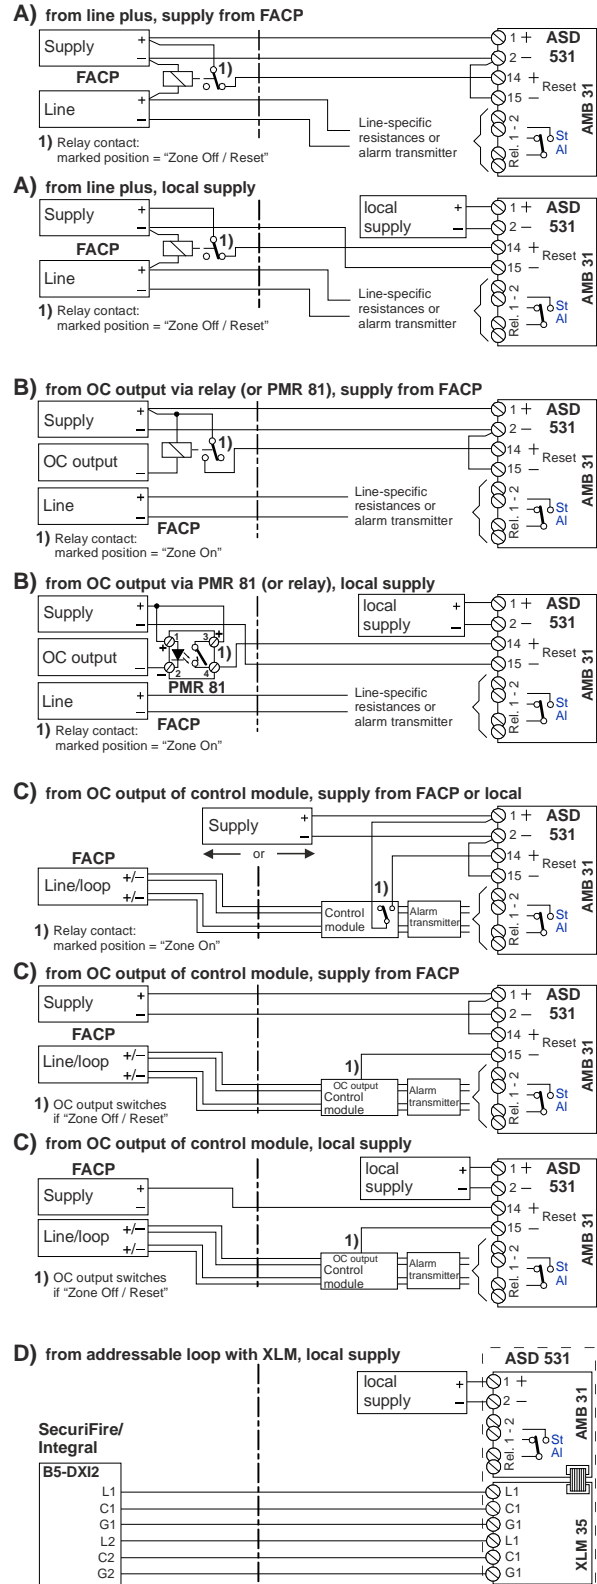 A) from line plus, supply from FACP
Supply + –
FACP
Line + –
1)
1) Relay contact:
marked position = “Zone Off / Reset”
Line-specific
resistances or
alarm transmitter
1 + ASD
2 – 531
14 + Reset
15 –
Rel. 1 - 2
St
Al
AMB 31
A) from line plus, local supply
Supply + –
FACP
Line + –
1)
1) Relay contact:
marked position = “Zone Off / Reset”
local +
supply –
Line-specific
resistances or
alarm transmitter
1 + ASD
2 – 531
14 + Reset
15 –
Rel. 1 - 2
St
Al
AMB 31
B) from OC output via relay (or PMR 81), supply from FACP
Supply + –
OC output –
Line + –
FACP
1)
1) Relay contact:
marked position = “Zone On”
Line-specific
resistances or
alarm transmitter
1 + ASD
2 – 531
14 + Reset
15 –
Rel. 1 - 2
St
Al
AMB 31
B) from OC output via PMR 81 (or relay), local supply
Supply + –
OC output –
Line + –
FACP
+ 1 3 +
1)
– 2 4
PMR 81
1) Relay contact:
marked position = “Zone On”
local +
supply –
Line-specific
resistances or
alarm transmitter
1 + ASD
2 – 531
14 + Reset
15 –
Rel. 1 - 2
St
Al
AMB 31
C) from OC output of control module, supply from FACP or local
Supply + –
or
FACP
Line/loop +/– +/–
1)
Control
module
Alarm
transmitter
1) Relay contact:
marked position = “Zone On”
1 + ASD
2 – 531
14 + Reset
15 –
Rel. 1 - 2
St
Al
AMB 31
C) from OC output of control module, supply from FACP
Supply + –
FACP
Line/loop +/– +/–
1)
OC output
Control
module
Alarm
transmitter
1) OC output switches
if “Zone Off / Reset”
1 + ASD
2 – 531
14 + Reset
15 –
Rel. 1 - 2
St
Al
AMB 31
C) from OC output of control module, local supply
FACP
Supply + –
Line/loop +/– +/–
local +
supply –
1)
OC output
Control
module
Alarm
transmitter
1) OC output switches
if “Zone Off / Reset”
1 + ASD
2 – 531
14 + Reset
15 –
Rel. 1 - 2
St
Al
AMB 31
D) from addressable loop with XLM, local supply
ASD 531
local +
supply –
1 +
2 –
Rel. 1 - 2
St
Al
AMB 31
SecuriFire/
Integral
B5-DXI2
L1 L1
C1 C1
G1 G1
L2 L1
C2 C1
G2 G1
XLM 35